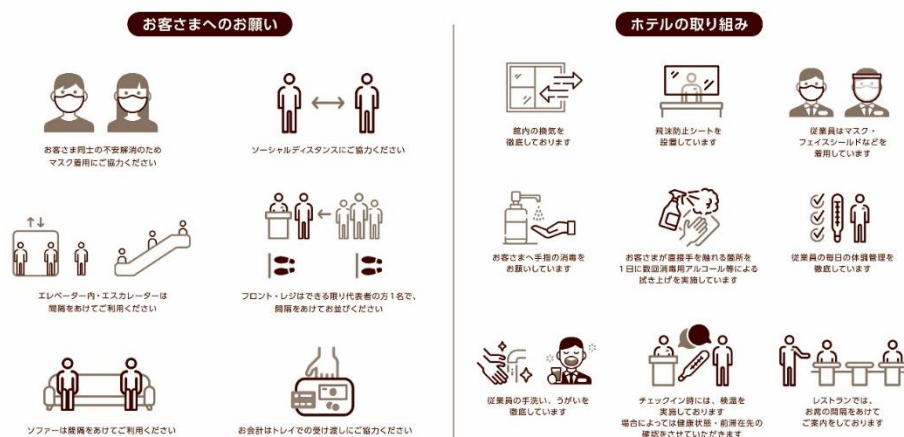 お客さまへのお願い
お客さま同士の不安解消のため
マスク着用にご協力ください
ソーシャルディスタンスにご協力ください
エレベーター内・エスカレーターは
間隔をあけてご利用ください
フロント・レジはできる限り代表者の方1名で、
間隔をあけてお並びください
ソファーは間隔をあけてご利用ください
お会計はトレイでの受け渡しにご協力ください
ホテルの取り組み
館内の換気を
徹底しております
飛沫防止シートを
設置しています
従業員はマスク・
フェイスシールドなどを
着用しています
お客さまへ手指の消毒を
お願いしています
お客さまが直接手を触れる箇所を
1日に数回消毒用アルコール等による
拭き上げを実施しています
従業員の毎日の体調管理を
徹底しています
従業員の手洗い、うがいを
徹底しています
チェックイン時には、検温を
実施しております
場合によっては健康状態・前滞在先の
確認をさせていただきます
レストランでは、
お席の間隔をあけて
ご案内をしております